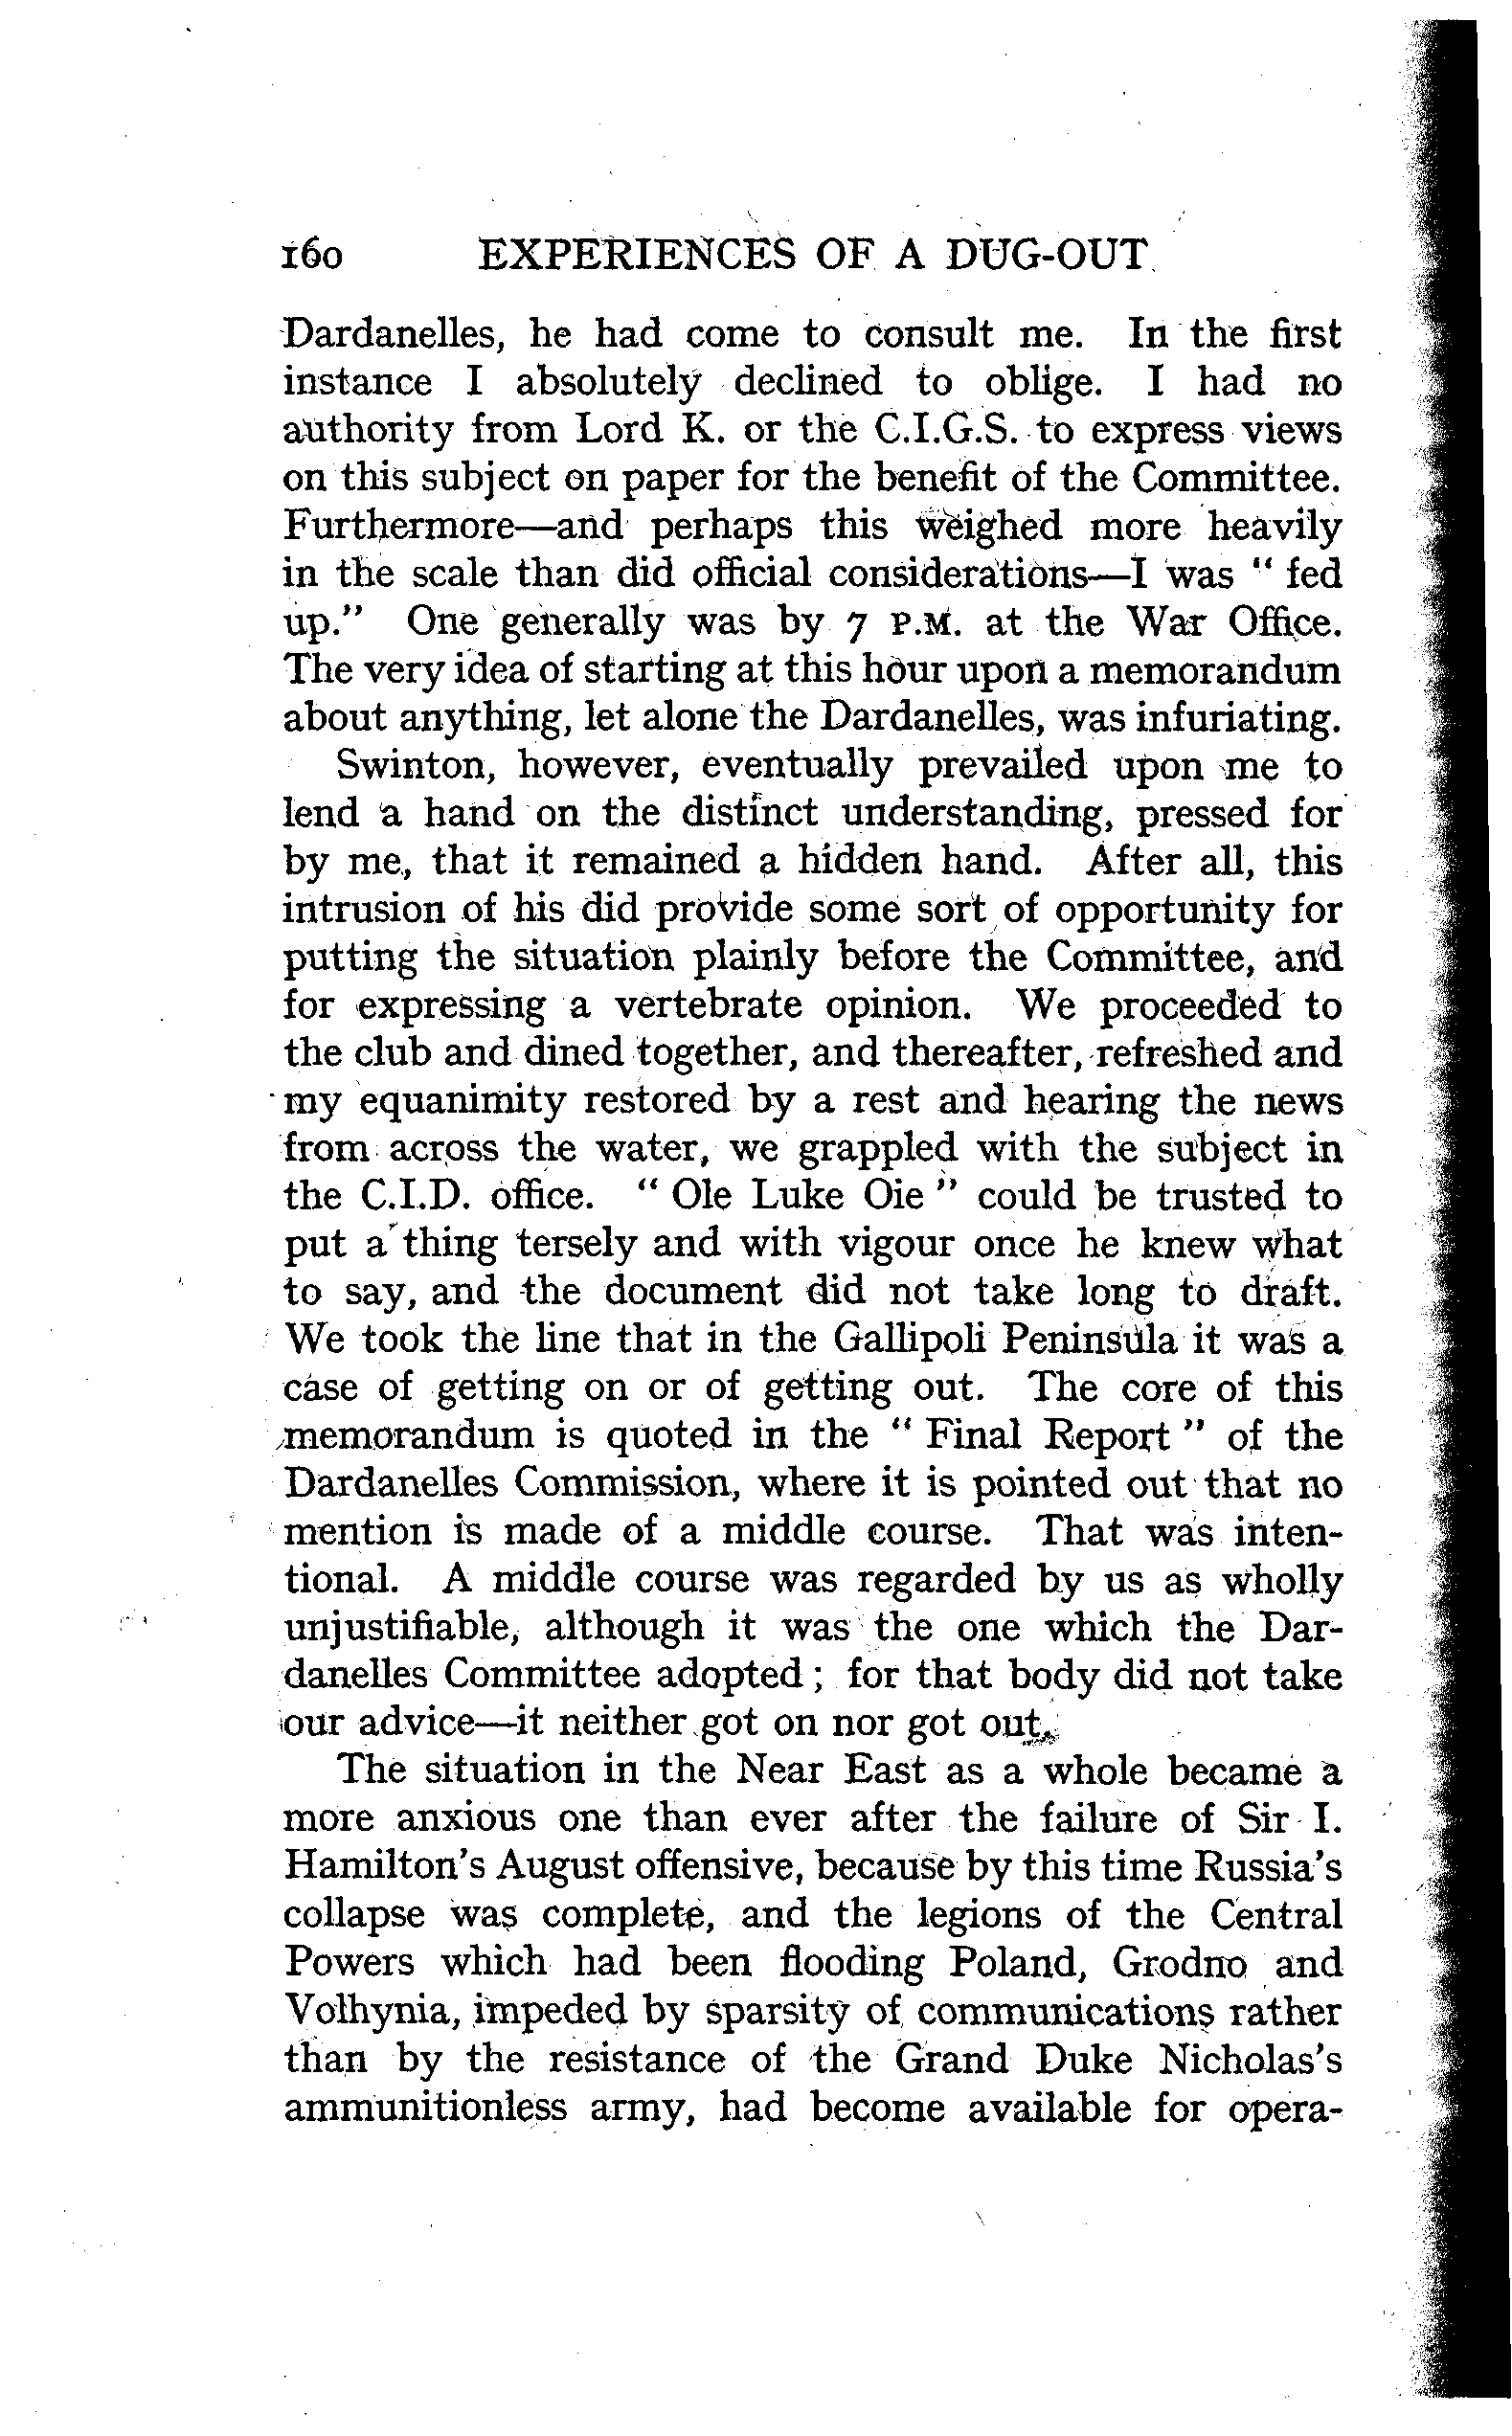 160 EXPERIENCES OF A DUG-OUT
Dardanelles, he had come to consult me. In the first
instance I absolutely declined to oblige. I had no
authority from Lord K. or the C.I.G.S. to express views
on this subject on paper for the benefit of the Committee.
Furthermore—and perhaps this weighed more heavily
in the scale than did official considerations—I was “ fed
up.” One generally was by 7 P.M. at the War Office.
The very idea of starting at this hour upon a memorandum
about anything, let alone the Dardanelles, was infuriating.
Swinton, however, eventually prevailed upon me to
lend a hand on the distinct understanding, pressed for
by me, that it remained a hidden hand. After all, this
intrusion of his did provide some sort of opportunity for
putting the situation plainly before the Committee, and
for expressing a vertebrate opinion. We proceeded to
the club and dined together, and thereafter, refreshed and
my equanimity restored by a rest and hearing the news
from across the water, we grappled with the subject in
the C.I.D. office. “ Ole Luke Oie ” could be trusted to
put a thing tersely and with vigour once he knew what
to say, and the document did not take long to draft.
We took the line that in the Gallipoli Peninsula it was a
case of getting on or of getting out. The core of this
memorandum is quoted in the “ Final Report ” of the
Dardanelles Commission, where it is pointed out that no
mention is made of a middle course. That was inten-
tional. A middle course was regarded by us as wholly
unjustifiable, although it was the one which the Dar-
danelles Committee adopted ; for that body did not take
our advice—it neither got on nor got out.
The situation in the Near East as a whole became a
more anxious one than ever after the failure of Sir I.
Hamilton's August offensive, because by this time Russia's
collapse was complete, and the legions of the Central
Powers which had been flooding Poland, Grodno and
Volhynia, impeded by sparsity of communications rather
than by the resistance of the Grand Duke Nicholas's
ammunitionless army, had become available for opera-